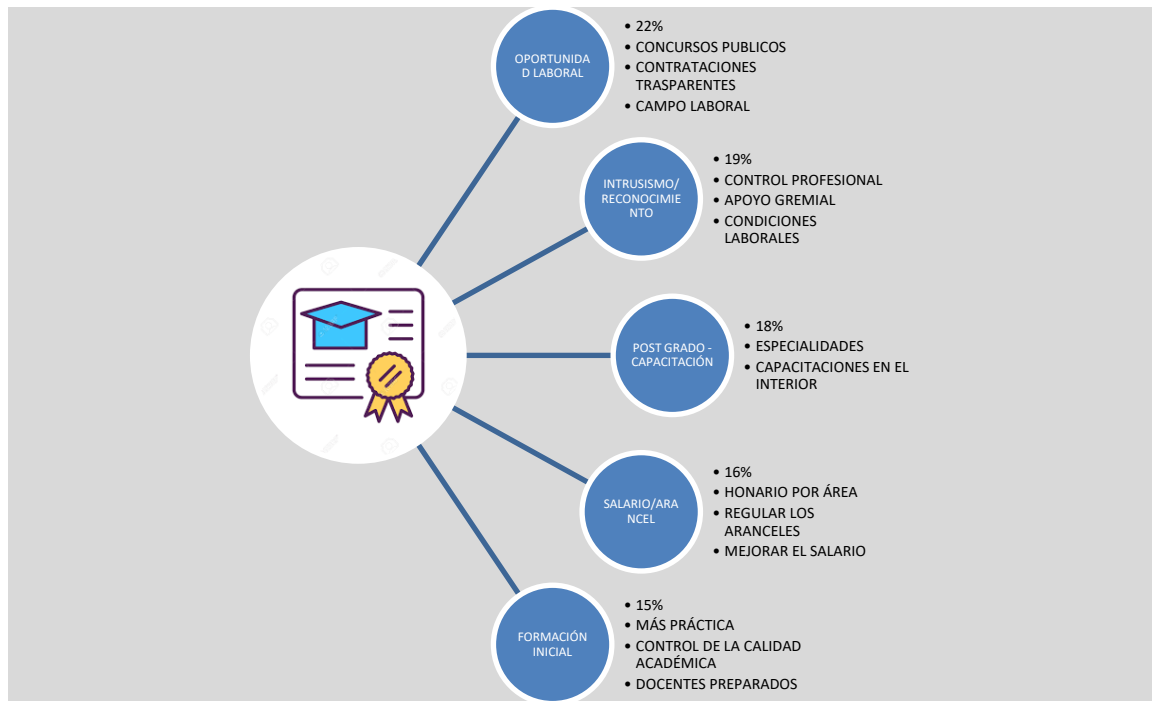 OPORTUNIDA
D LABORAL
• 22%
• CONCURSOS PUBLICOS
• CONTRATACIONES
TRASPARENTES
• CAMPO LABORAL
INTRUSISMO/
RECONOCIMIE
NTO
• 19%
• CONTROL PROFESIONAL
• APOYO GREMIAL
• CONDICIONES
LABORALES
POST GRADO -
CAPACITACIÓN
• 18%
• ESPECIALIDADES
• CAPACITACIONES EN EL
INTERIOR
SALARIO/ARA
NCEL
• 16%
• HONARIO POR ÁREA
• REGULAR LOS
ARANCELES
• MEJORAR EL SALARIO
FORMACIÓN
INICIAL
• 15%
• MÁS PRÁCTICA
• CONTROL DE LA CALIDAD
ACADÉMICA
• DOCENTES PREPARADOS